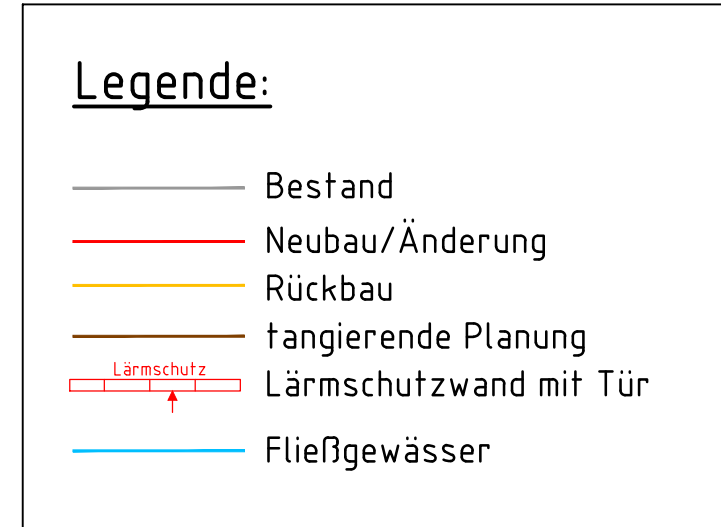 Legende:
Bestand
Neubau/Änderung
Rückbau
tangierende Planung
Lärmschutz
Lärmschutzwand mit Tür
Fließgewässer